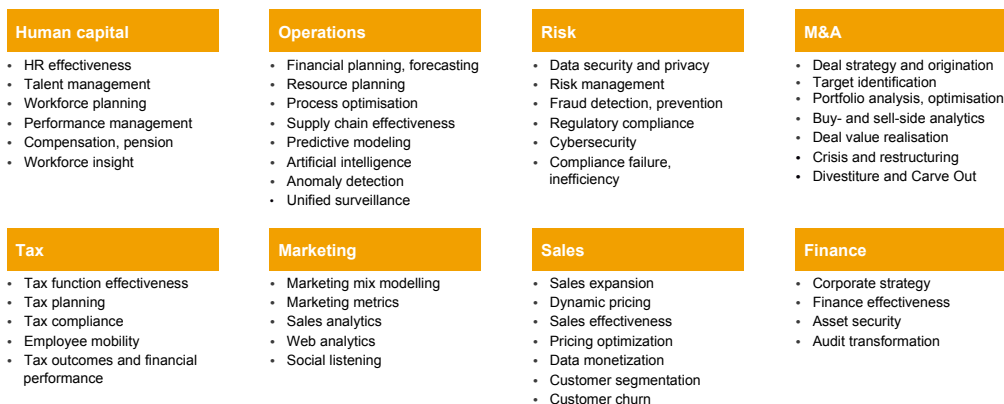 Human capital
• HR effectiveness
• Talent management
• Workforce planning
• Performance management
• Compensation, pension
• Workforce insight
Operations
• Financial planning, forecasting
• Resource planning
• Process optimisation
• Supply chain effectiveness
• Predictive modeling
• Artificial intelligence
• Anomaly detection
• Unified surveillance
Risk
• Data security and privacy
• Risk management
• Fraud detection, prevention
• Regulatory compliance
• Cybersecurity
• Compliance failure,
inefficiency
M&A
• Deal strategy and origination
• Target identification
• Portfolio analysis, optimisation
• Buy- and sell-side analytics
• Deal value realisation
• Crisis and restructuring
• Divestiture and Carve Out
Tax
• Tax function effectiveness
• Tax planning
• Tax compliance
• Employee mobility
• Tax outcomes and financial
performance
Marketing
• Marketing mix modelling
• Marketing metrics
• Sales analytics
• Web analytics
• Social listening
Sales
• Sales expansion
• Dynamic pricing
• Sales effectiveness
• Pricing optimization
• Data monetization
• Customer segmentation
• Customer churn
Finance
• Corporate strategy
• Finance effectiveness
• Asset security
• Audit transformation